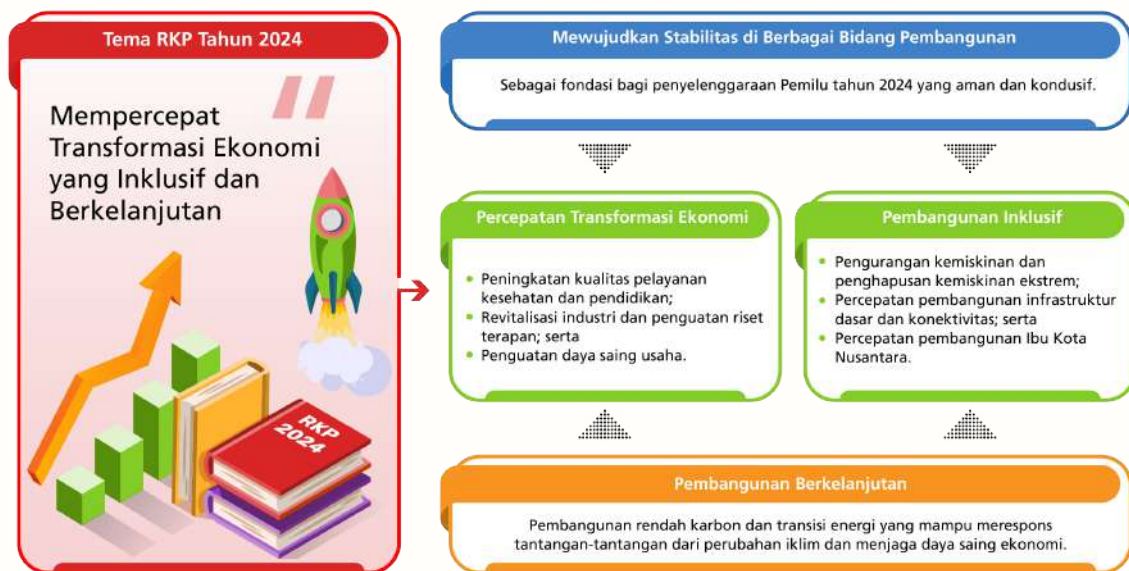 Tema RKP Tahun 2024
Mempercepat
Transformasi Ekonomi
yang Inklusif dan
Berkelanjutan
RKP
2024
Mewujudkan Stabilitas di Berbagai Bidang Pembangunan
Sebagai fondasi bagi penyelenggaraan Pemilu tahun 2024 yang aman dan kondusif.
Percepatan Transformasi Ekonomi
• Peningkatan kualitas pelayanan
kesehatan dan pendidikan;
• Revitalisasi industri dan penguatan riset
terapan; serta
• Penguatan daya saing usaha.
Pembangunan Inklusif
• Pengurangan kemiskinan dan
penghapusan kemiskinan ekstrem;
• Percepatan pembangunan infrastruktur
dasar dan konektivitas; serta
• Percepatan pembangunan Ibu Kota
Nusantara.
Pembangunan Berkelanjutan
Pembangunan rendah karbon dan transisi energi yang mampu merespons
tantangan-tantangan dari perubahan iklim dan menjaga daya saing ekonomi.